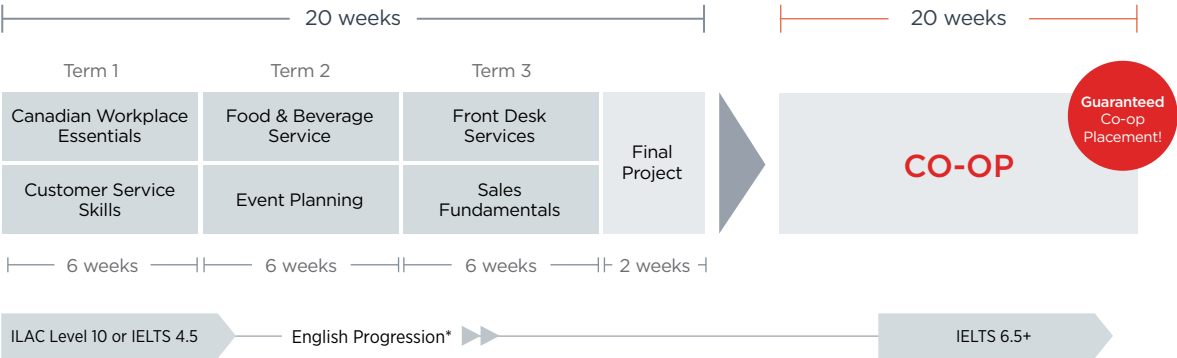 20 weeks
20 weeks
Term 1
Term 2
Term 3
Canadian Workplace
Essentials
Food & Beverage
Service
Front Desk
Services
Customer Service
Skills
Event Planning
Sales
Fundamentals
Final
Project
CO-OP
Guaranteed
Co-op
Placement!
6 weeks
6 weeks
6 weeks
2 weeks
ILAC Level 10 or IELTS 4.5
English Progression*
IELTS 6.5+